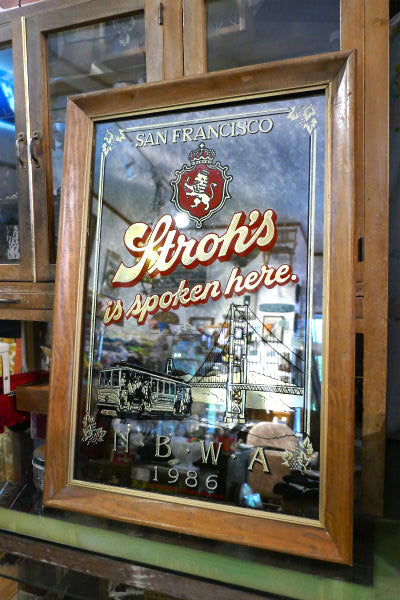 SAN FRANCISCO
Stroh's
is spoken here.
N·B·W·A
1986